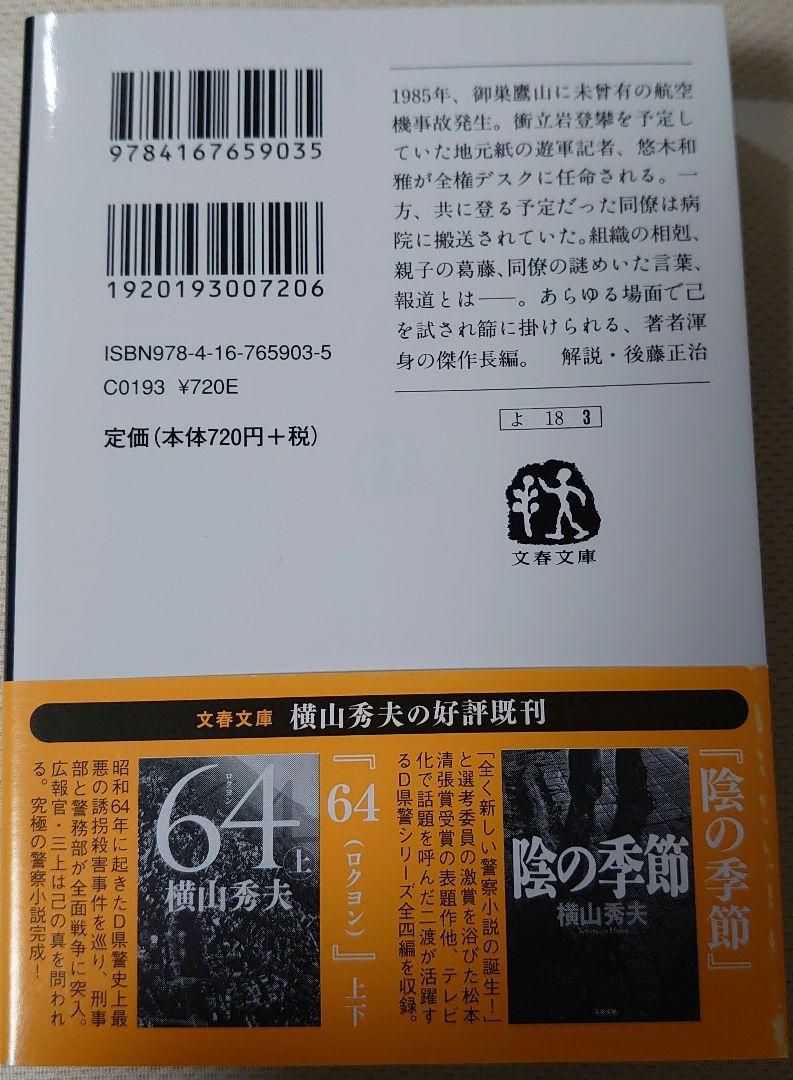 9784167659035
1920193007206
ISBN978-4-16-765903-5
C0193 ¥720E
定価(本体720円+税)
1985年、御巣鷹山に未曾有の航空
機事故発生。衝立岩登攀を予定し
ていた地元紙の遊軍記者、悠木和
雅が全権デスクに任命される。一
方、共に登る予定だった同僚は病
院に搬送されていた。組織の相剋、
親子の葛藤、同僚の謎めいた言葉、
報道とは——。あらゆる場面で己
を試され篩に掛けられる、著者渾
身の傑作長編。 解説・後藤正治
よ 18 3
文春文庫
文春文庫 横山秀夫の好評既刊
『陰の季節』
陰の季節
横山秀夫
文春文庫
「全く新しい警察小説の誕生!」
と選考委員の激賞を浴びた松本
清張賞受賞の表題作他、テレビ
化で話題を呼んだ二渡が活躍す
るD県警シリーズ全四編を収録。
『64(ロクヨン)』上下
ロクヨン
64
上
横山秀夫
昭和64年に起きたD県警史上最
悪の誘拐殺害事件を巡り、刑事
部と警務部が全面戦争に突入。
広報官・三上は己の真を問われ
る。究極の警察小説完成!